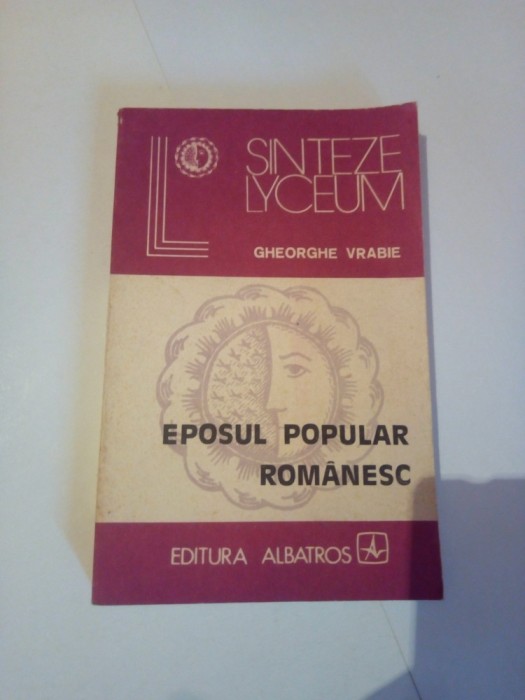 SINTEZE
LYCEUM
GHEORGHE VRABIE
EPOSUL POPULAR
ROMÂNESC
EDITURA ALBATROS